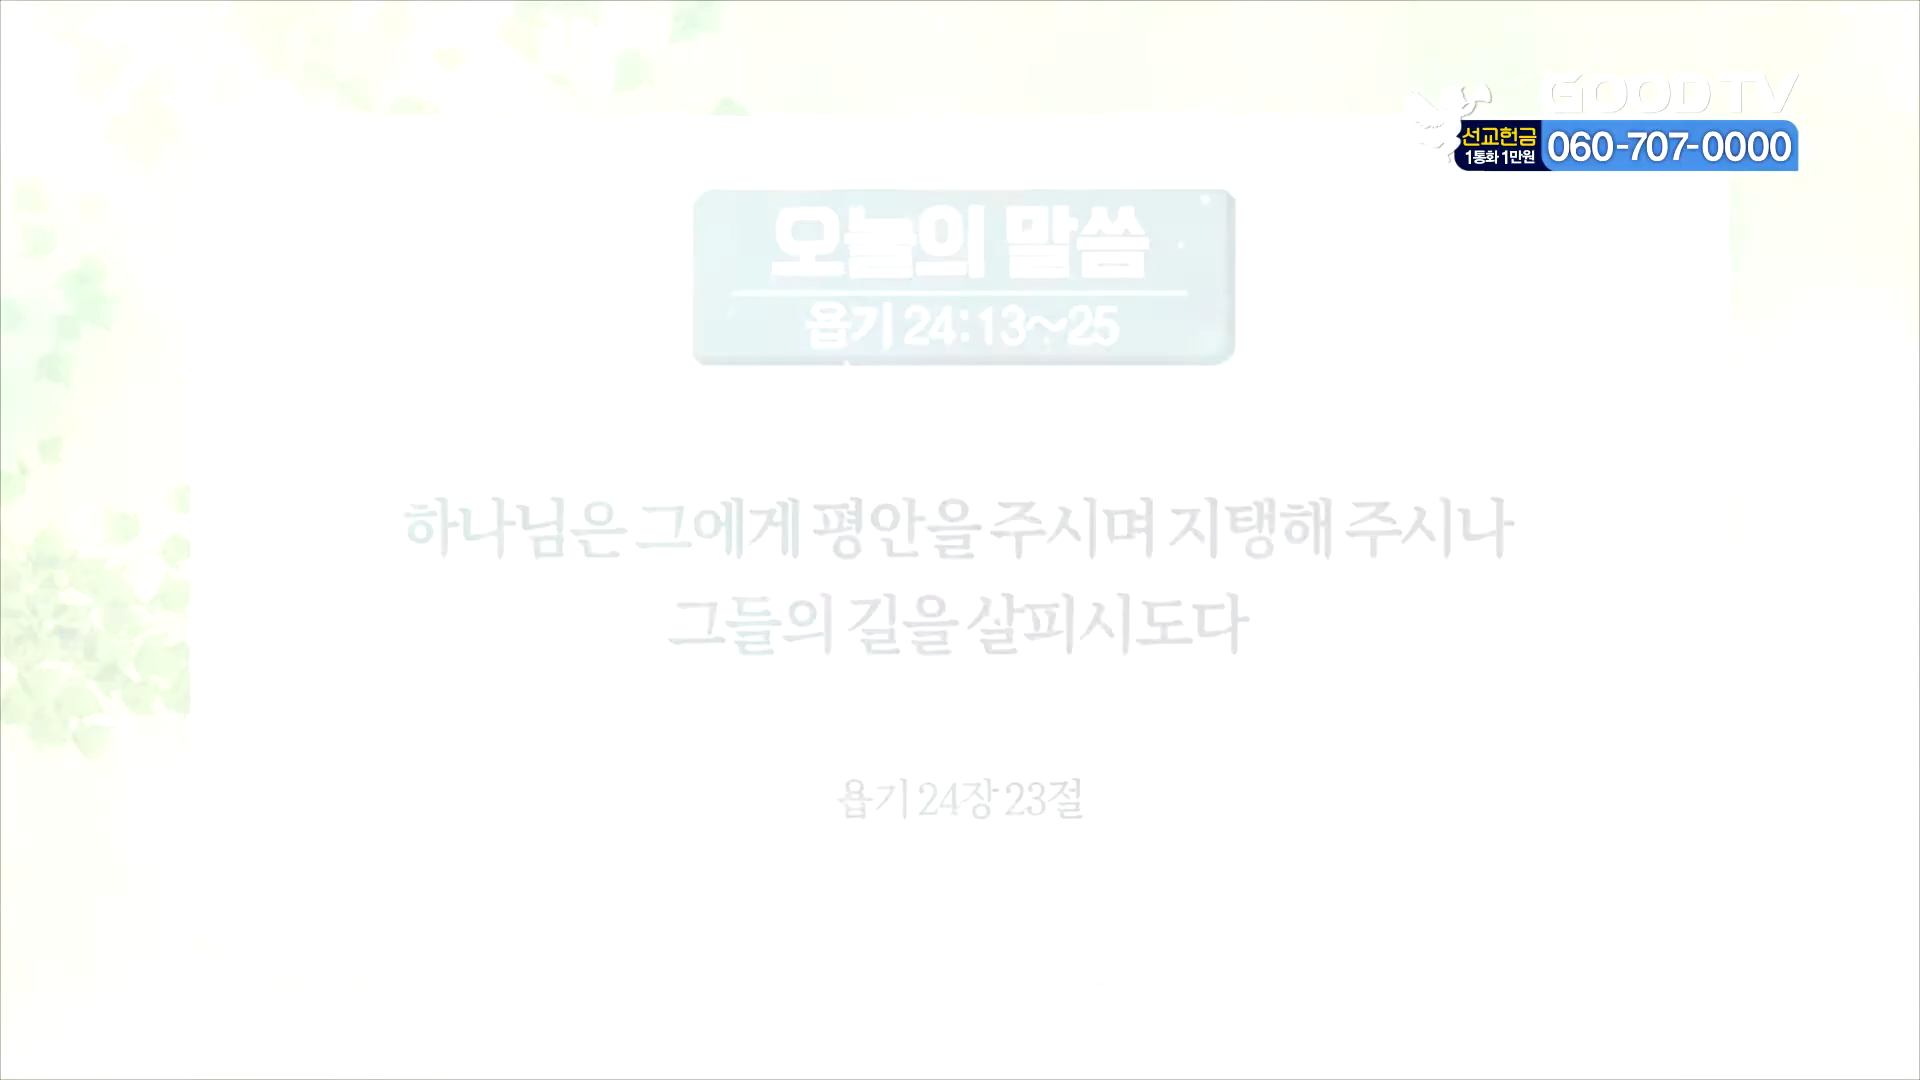 GOODTV
선교헌금
1통화 1만원
060-707-0000
오늘의 말씀
욥기 24:13~25
하나님은 그에게 평안을 주시며 지탱해 주시나
그들의 길을 살피시도다
욥기 24장 23절